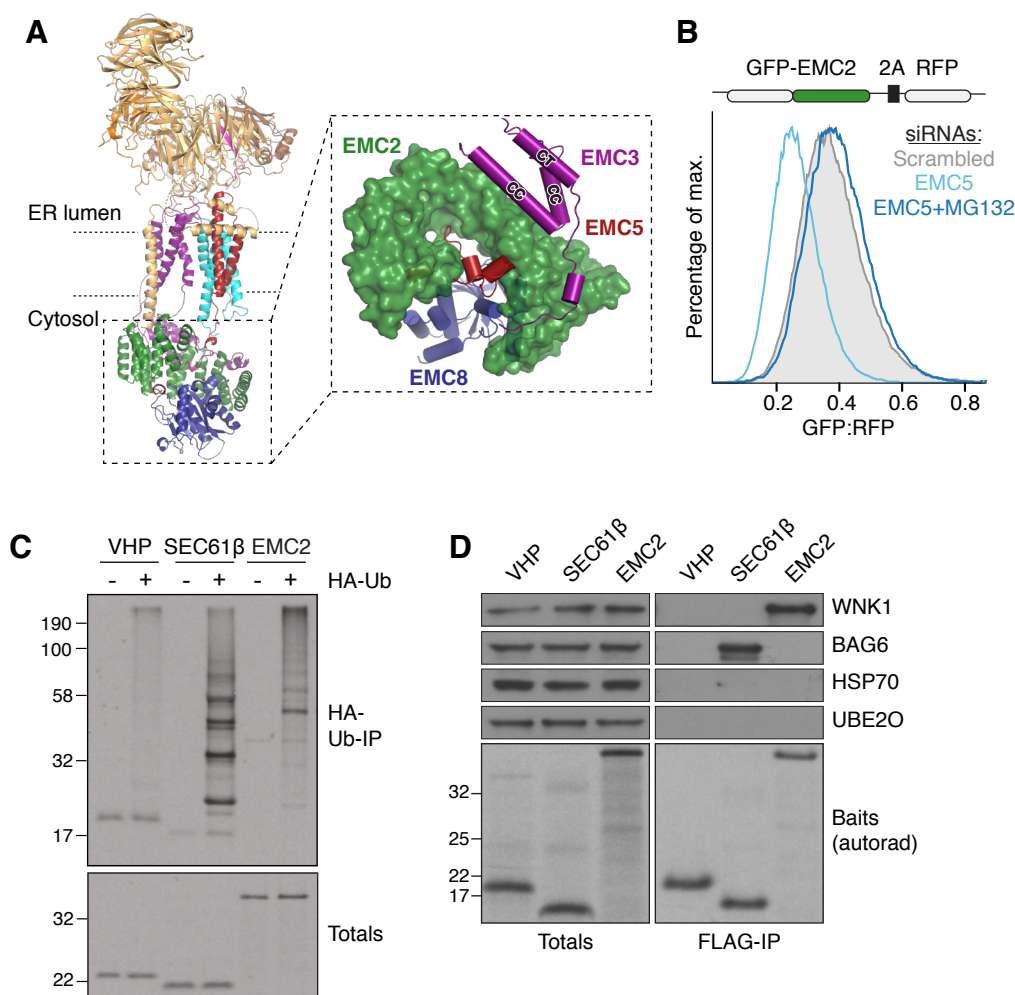 A
ER lumen
Cytosol
EMC2
EMC3
CT
CC
CC
EMC5
EMC8
B
GFP-EMC2 2A RFP
siRNAs:
Scrambled
EMC5
EMC5+MG132
Percentage of max.
0.2 0.4 0.6 0.8
GFP:RFP
C
VHP SEC61β EMC2
- + - + - + HA-Ub
190
100
58
32
17
HA-
Ub-IP
32
22
Totals
D
VHP SEC61β EMC2 VHP SEC61β EMC2
WNK1
BAG6
HSP70
UBE2O
32
25
22
17
Baits
(autorad)
Totals FLAG-IP